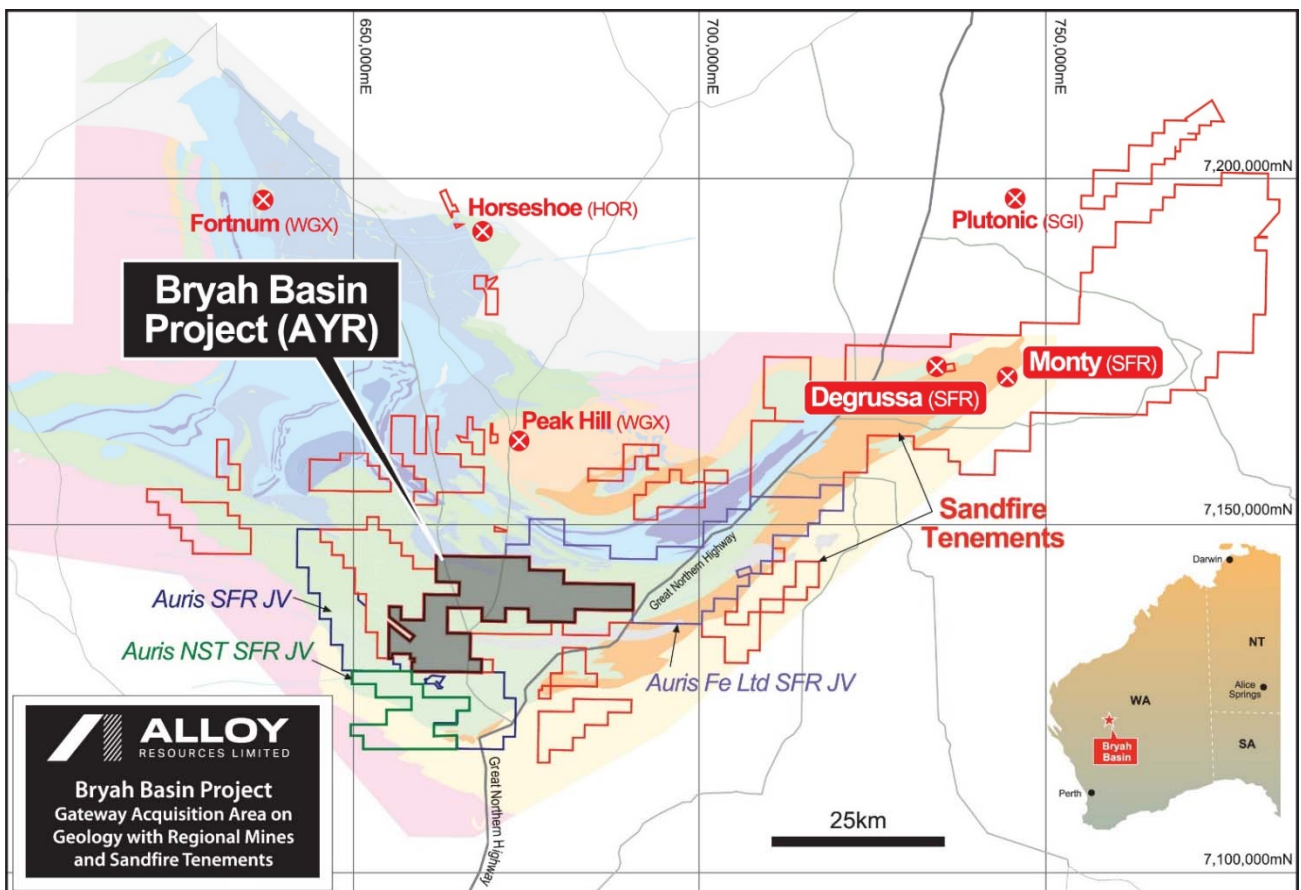 650,000mE
700,000mE
750,000mE
7,200,000mN
Fortnum (WGX)
Horseshoe (HOR)
Plutonic (SGI)
Bryah Basin
Project (AYR)
Monty (SFR)
Degrussa (SFR)
Peak Hill (WGX)
Sandfire
Tenements
7,150,000mN
Great Northern Highway
Auris SFR JV
Auris NST SFR JV
Auris Fe Ltd SFR JV
Darwin
NT
Alice
Springs
WA
SA
Bryah
Basin
Perth
ALLOY
RESOURCES LIMITED
Bryah Basin Project
Gateway Acquisition Area on
Geology with Regional Mines
and Sandfire Tenements
Great Northern Highway
25km
7,100,000mN